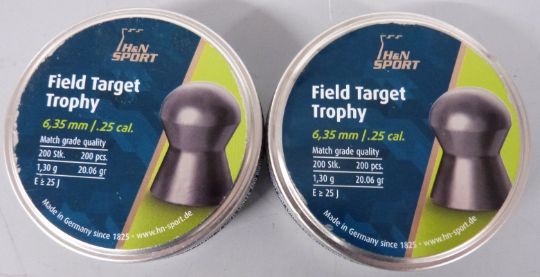 H&N
SPORT
Field Target
Trophy
6,35 mm / .25 cal.
Match grade quality
200 Stk. 200 pcs.
1,30 g 20.06 gr
E ≥ 25 J
Made in Germany since 1825 • www.hn-sport.de
H&N
SPORT
Field Target
Trophy
6,35 mm / .25 cal.
Match grade quality
200 Stk. 200 pcs.
1,30 g 20.06 gr
E ≥ 25 J
Made in Germany since 1825 • www.hn-sport.de